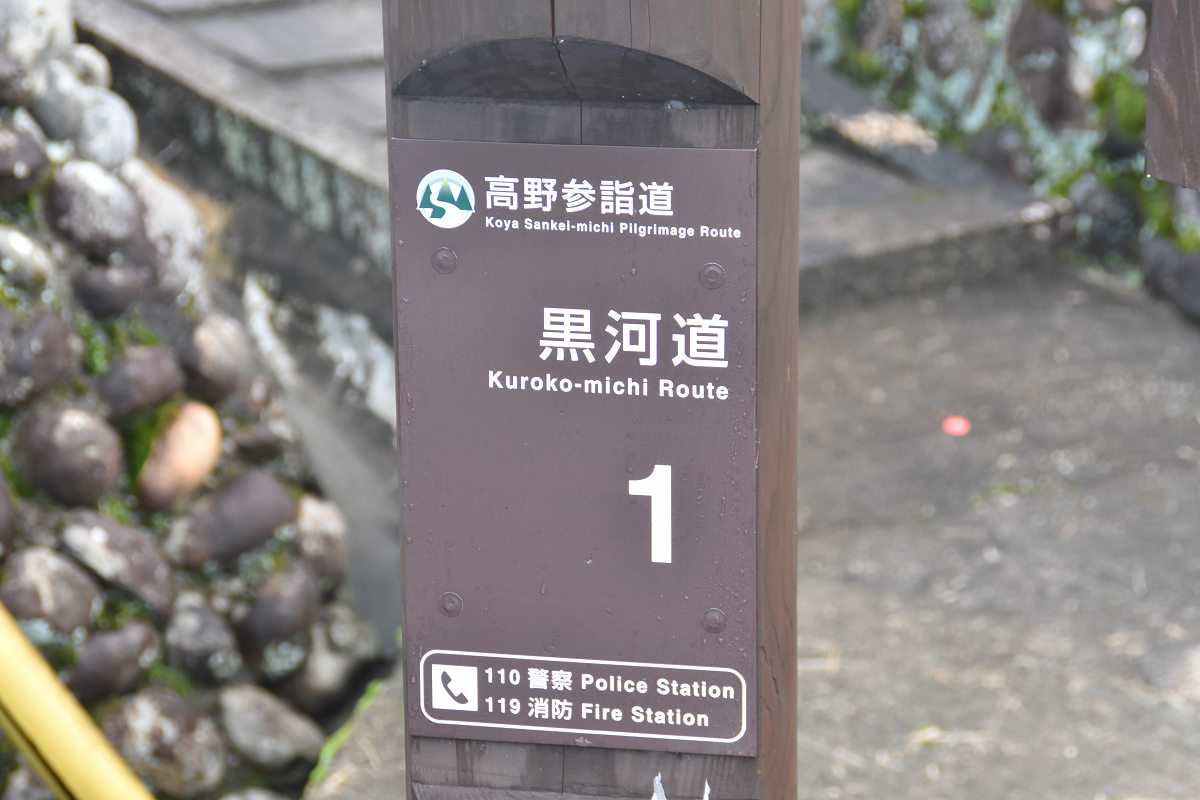 高野参詣道
Koya Sankei-michi Pilgrimage Route
黒河道
Kuroko-michi Route
1
110 警察 Police Station
119 消防 Fire Station